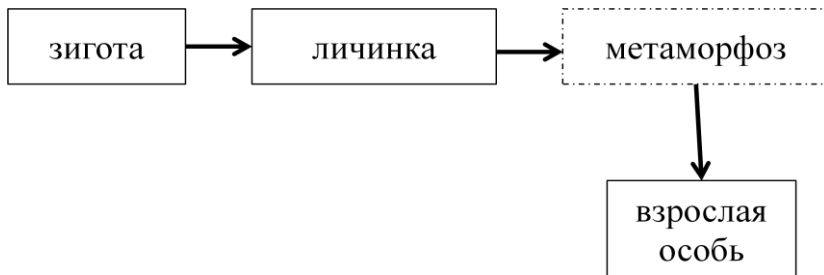 зигота
личинка
метаморфоз
взрослая
особь